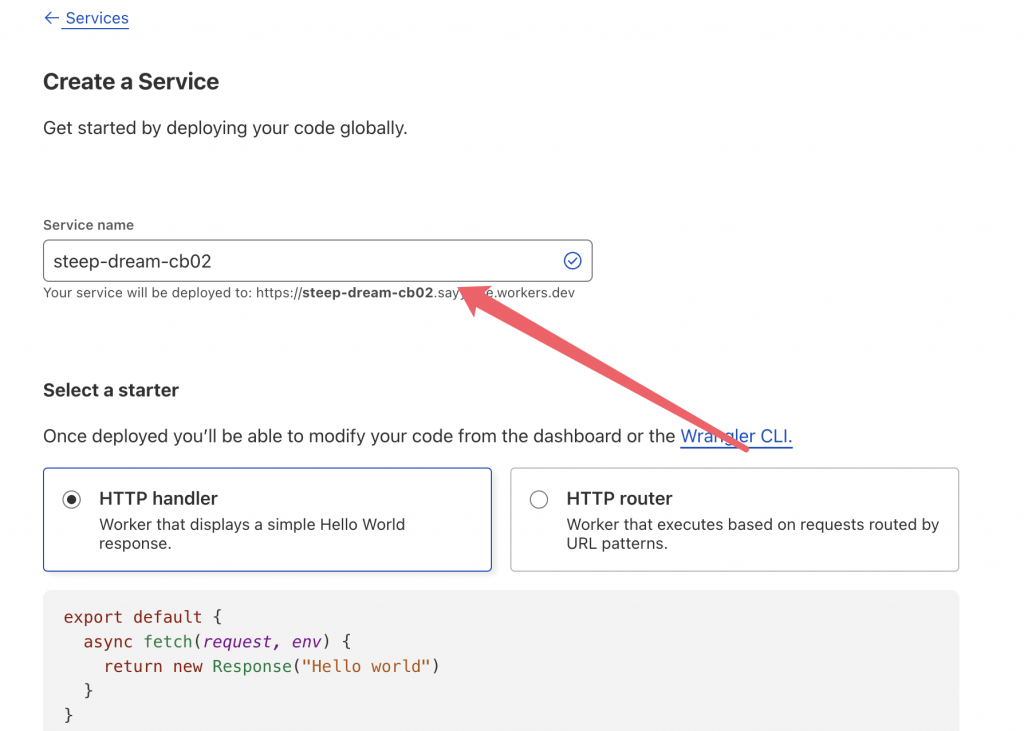 ← Services
Create a Service
Get started by deploying your code globally.
Service name
steep-dream-cb02
Your service will be deployed to: https://steep-dream-cb02.
Select a starter
Once deployed you'll be able to modify your code from the dashboard or the Wrangler CLI.
HTTP handler
Worker that displays a simple Hello World
response.
HTTP router
Worker that executes based on requests routed by
URL patterns.
export default {
async fetch(request, env) {
return new Response("Hello world")
}
}